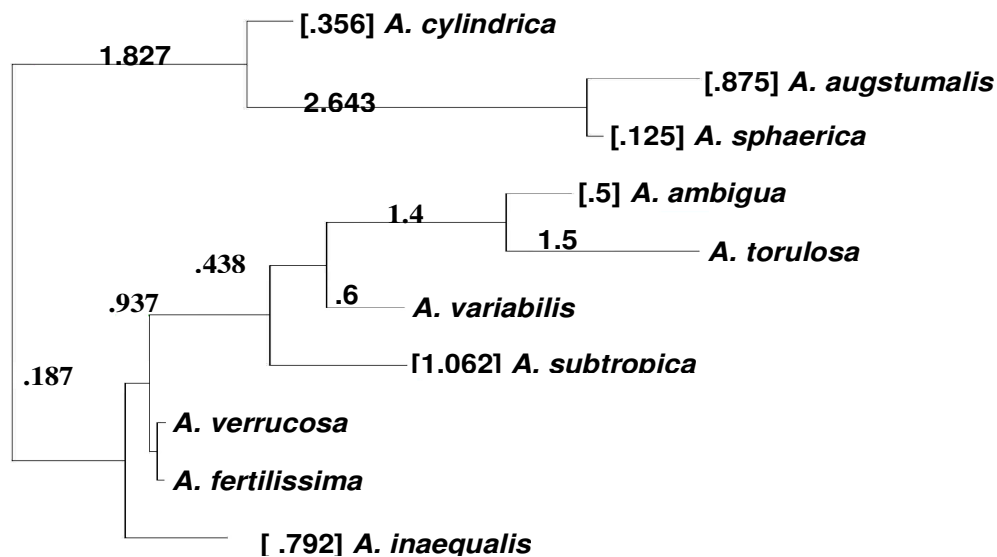 [.356] A. cylindrica
1.827
[.875] A. augstumalis
2.643
[.125] A. sphaerica
[.5] A. ambigua
1.4
1.5
A. torulosa
.438
.937
.6
A. variabilis
[1.062] A. subtropica
.187
A. verrucosa
A. fertilissima
[ .792] A. inaequalis